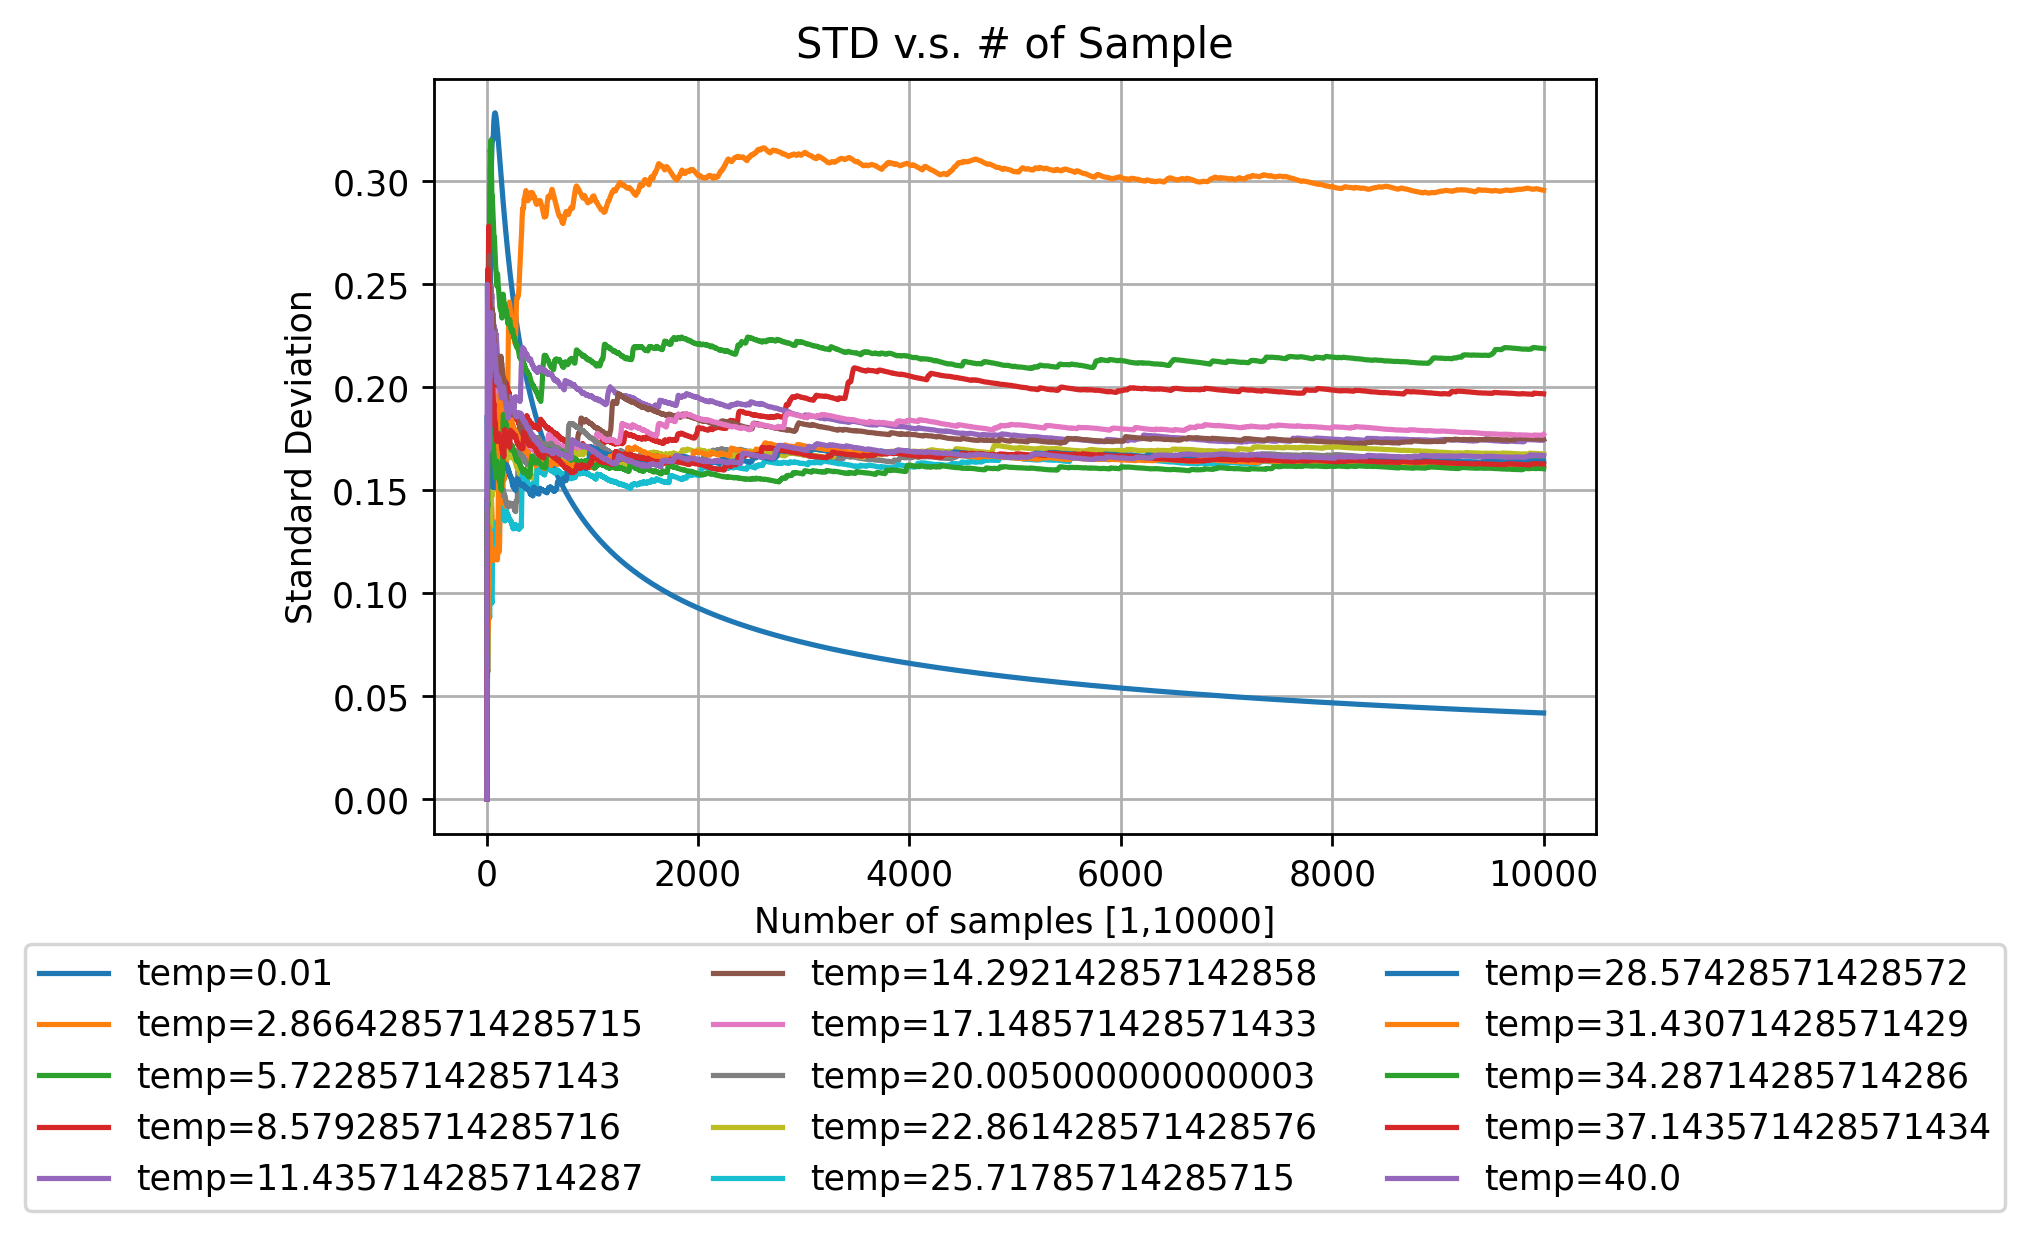 STD v.s. # of Sample
0.30
0.25
0.20
0.15
0.10
0.05
0.00
Standard Deviation
0 2000 4000 6000 8000 10000
Number of samples [1,10000]
temp=0.01
temp=2.8664285714285715
temp=5.722857142857143
temp=8.579285714285716
temp=11.435714285714287
temp=14.292142857142858
temp=17.148571428571433
temp=20.005000000000003
temp=22.861428571428576
temp=25.71785714285715
temp=28.57428571428572
temp=31.43071428571429
temp=34.28714285714286
temp=37.143571428571434
temp=40.0